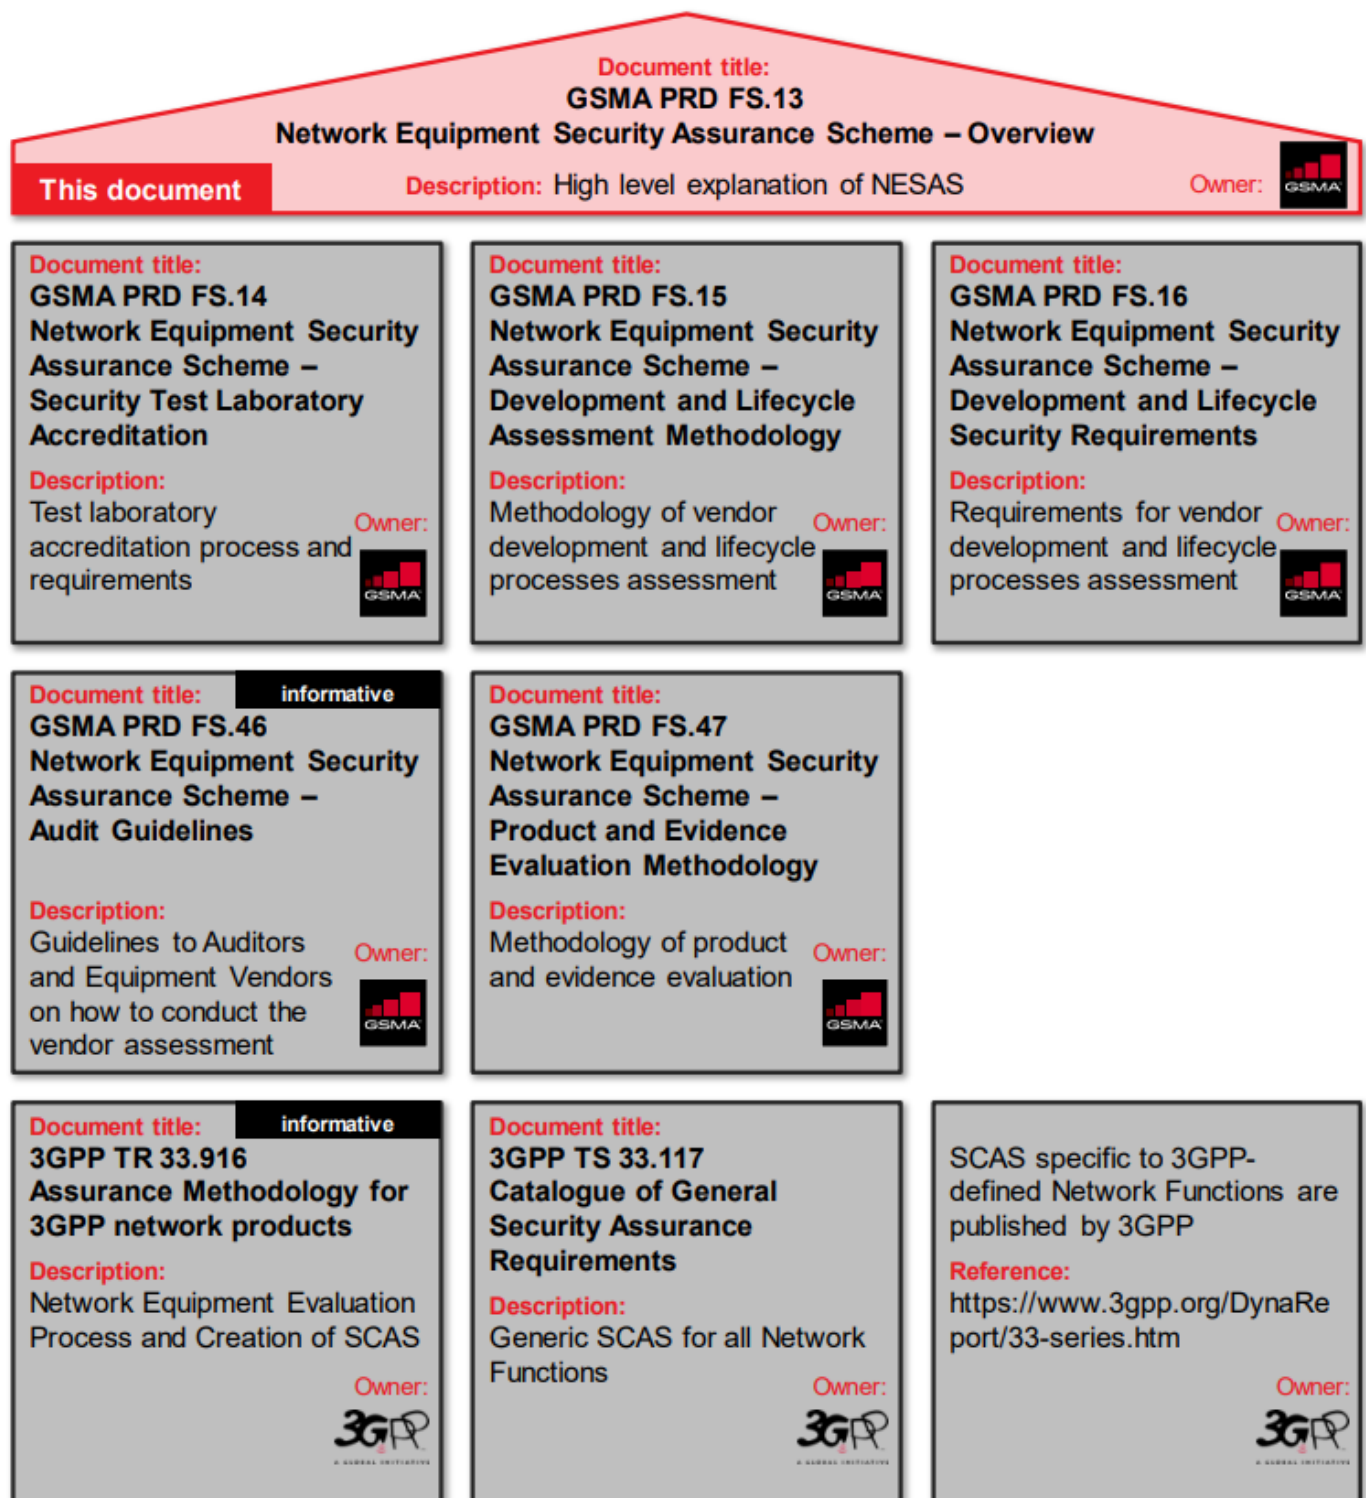 Document title:
GSMA PRD FS.13
Network Equipment Security Assurance Scheme – Overview
This document
Description: High level explanation of NESAS
Owner:
GSMA
Document title:
GSMA PRD FS.14
Network Equipment Security
Assurance Scheme –
Security Test Laboratory
Accreditation
Description:
Test laboratory
accreditation process and
requirements
Owner:
GSMA
Document title:
GSMA PRD FS.15
Network Equipment Security
Assurance Scheme –
Development and Lifecycle
Assessment Methodology
Description:
Methodology of vendor
development and lifecycle
processes assessment
Owner:
GSMA
Document title:
GSMA PRD FS.16
Network Equipment Security
Assurance Scheme –
Development and Lifecycle
Security Requirements
Description:
Requirements for vendor
development and lifecycle
processes assessment
Owner:
GSMA
Document title:
informative
GSMA PRD FS.46
Network Equipment Security
Assurance Scheme –
Audit Guidelines
Description:
Guidelines to Auditors
and Equipment Vendors
on how to conduct the
vendor assessment
Owner:
GSMA
Document title:
GSMA PRD FS.47
Network Equipment Security
Assurance Scheme –
Product and Evidence
Evaluation Methodology
Description:
Methodology of product
and evidence evaluation
Owner:
GSMA
Document title:
informative
3GPP TR 33.916
Assurance Methodology for
3GPP network products
Description:
Network Equipment Evaluation
Process and Creation of SCAS
Owner:
3GPP
A GLOBAL INITIATIVE
Document title:
3GPP TS 33.117
Catalogue of General
Security Assurance
Requirements
Description:
Generic SCAS for all Network
Functions
Owner:
3GPP
A GLOBAL INITIATIVE
SCAS specific to 3GPP-
defined Network Functions are
published by 3GPP
Reference:
https://www.3gpp.org/DynaRe
port/33-series.htm
Owner:
3GPP
A GLOBAL INITIATIVE